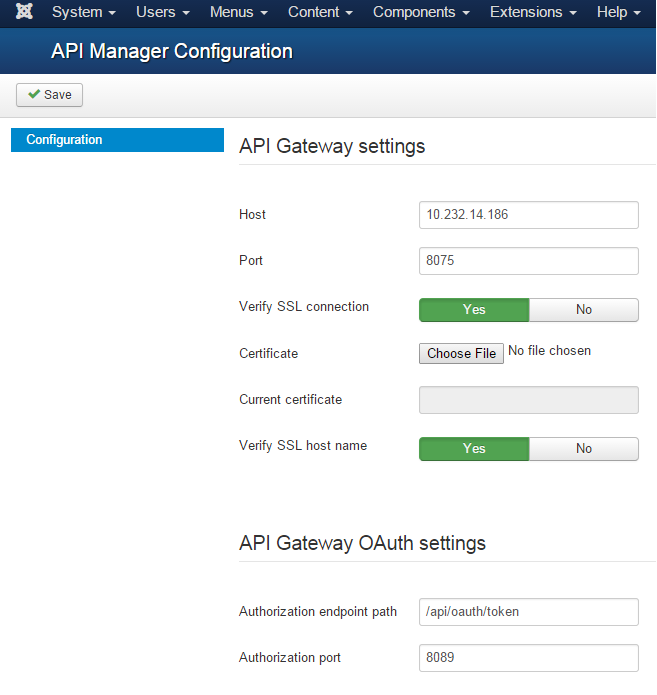 System Users Menus Content Components Extensions Help
API Manager Configuration
Save
Configuration
API Gateway settings
Host 10.232.14.186
Port 8075
Verify SSL connection Yes No
Certificate Choose File No file chosen
Current certificate
Verify SSL host name Yes No
API Gateway OAuth settings
Authorization endpoint path /api/oauth/token
Authorization port 8089